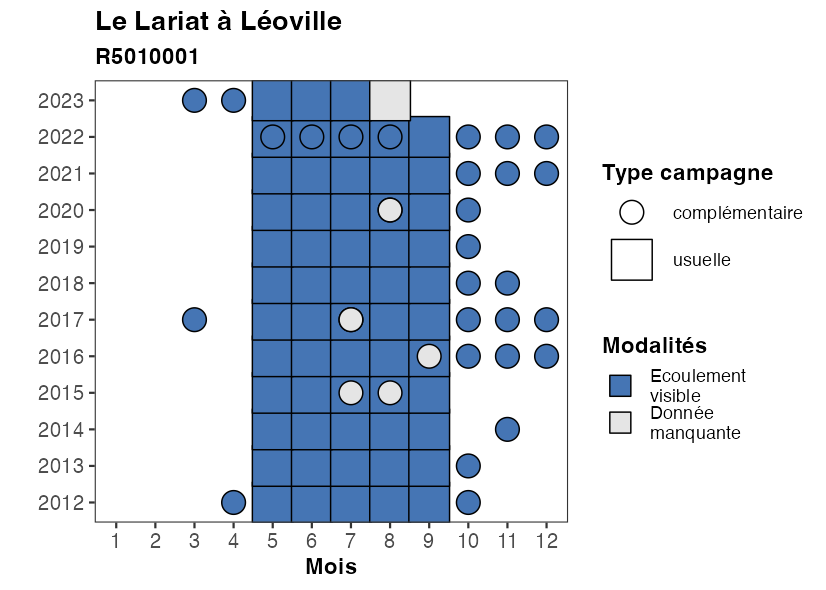 Le Lariat à Léoville
R5010001
2023
2022
2021
2020
2019
2018
2017
2016
2015
2014
2013
2012
1 2 3 4 5 6 7 8 9 10 11 12
Mois
Type campagne
complémentaire
usuelle
Modalités
Ecoulement
visible
Donnée
manquante